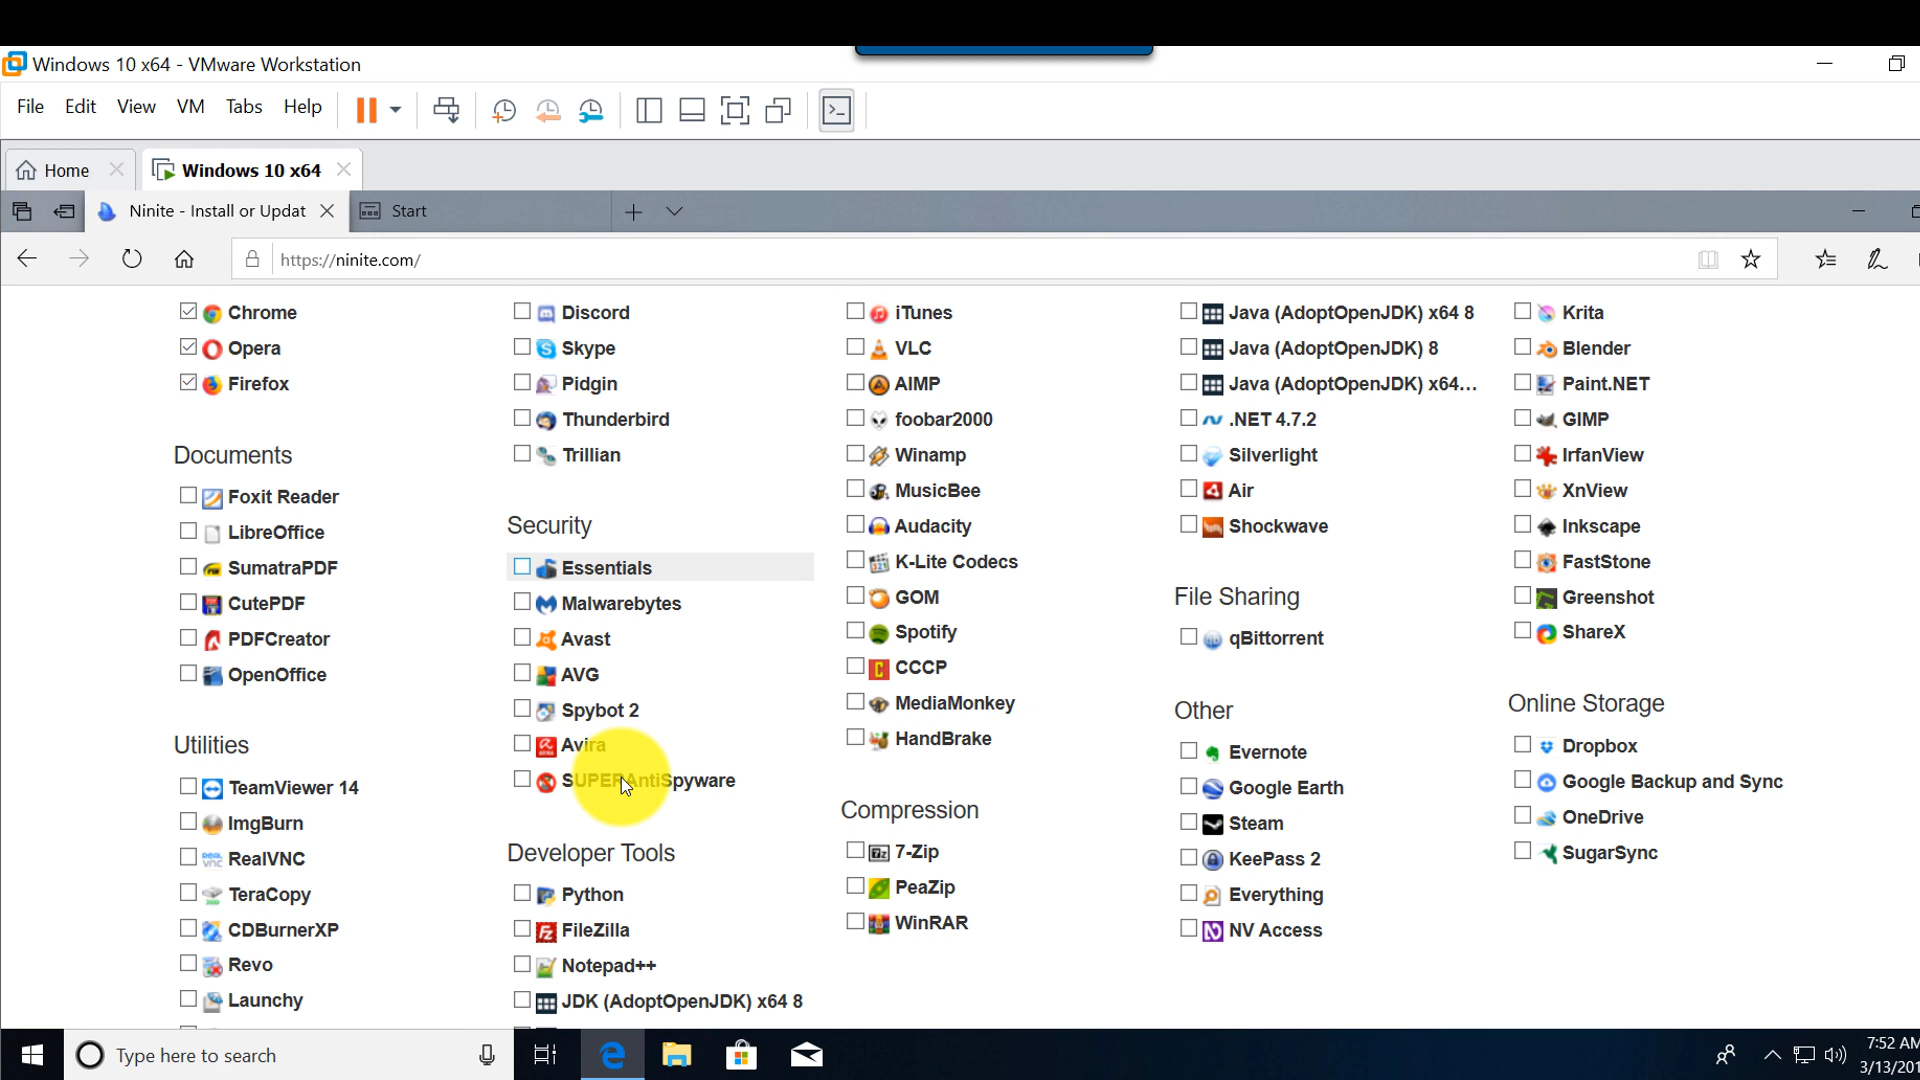 Windows 10 x64 - VMware Workstation
File Edit View VM Tabs Help
Home
Windows 10 x64
Ninite - Install or Updat
Start
https://ninite.com/
Chrome
Opera
Firefox
Documents
Foxit Reader
LibreOffice
SumatraPDF
CutePDF
PDFCreator
OpenOffice
Utilities
TeamViewer 14
ImgBurn
RealVNC
TeraCopy
CDBurnerXP
Revo
Launchy
Discord
Skype
Pidgin
Thunderbird
Trillian
Security
Essentials
Malwarebytes
Avast
AVG
Spybot 2
Avira
SUPERAntiSpyware
Developer Tools
Python
FileZilla
Notepad++
JDK (AdoptOpenJDK) x64 8
iTunes
VLC
AIMP
foobar2000
Winamp
MusicBee
Audacity
K-Lite Codecs
GOM
Spotify
CCCP
MediaMonkey
HandBrake
Compression
7-Zip
PeaZip
WinRAR
Java (AdoptOpenJDK) x64 8
Java (AdoptOpenJDK) 8
Java (AdoptOpenJDK) x64...
.NET 4.7.2
Silverlight
Air
Shockwave
File Sharing
qBittorrent
Other
Evernote
Google Earth
Steam
KeePass 2
Everything
NV Access
Krita
Blender
Paint.NET
GIMP
IrfanView
XnView
Inkscape
FastStone
Greenshot
ShareX
Online Storage
Dropbox
Google Backup and Sync
OneDrive
SugarSync
Type here to search
7:52 AM
3/13/201